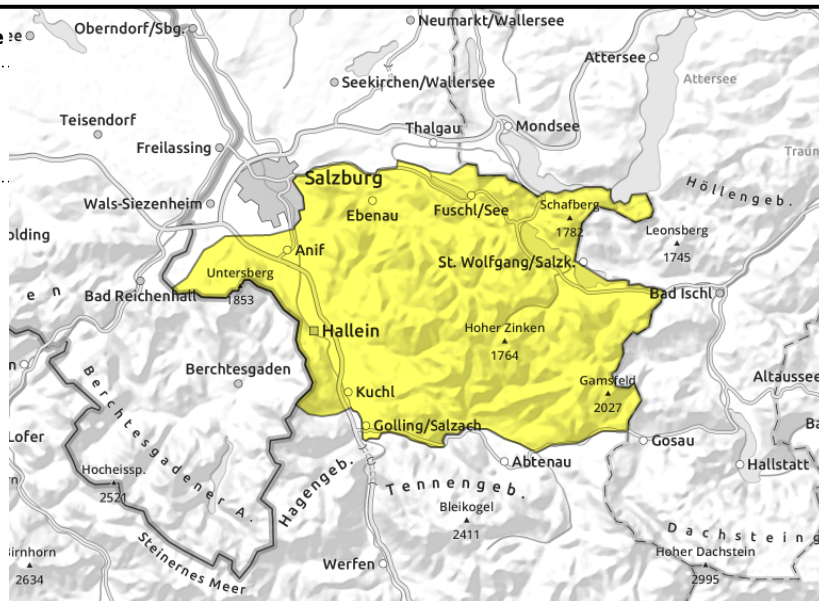 Neumarkt/Wallersee
Oberndorf/Sbg.
Attersee
Attersee
Seekirchen/Wallersee
Teisendorf
Thalgau
Mondsee
Freilassing
Salzburg
Höllengeb.
Wals-Siezenheim
Ebenau
Fuschl/See
Schafberg
1782
Leonsberg
1745
Anif
St. Wolfgang/Salzk.
Untersberg
1853
Bad Reichenhall
Bad Ischl
Hallein
Hoher Zinken
1764
Berchtesgaden
Altaussee
Gamsfeld
2027
Kuchl
Golling/Salzach
Gosau
Lofer
Berchtesgadener A.
Abtenau
Hallstatt
Hocheissp.
2521
Hagengeb.
Tennengeb.
Bleikogel
2411
Dachsteing
Hoher Dachstein
2995
Steinernes Meer
Werfen
Birnhorn
2634